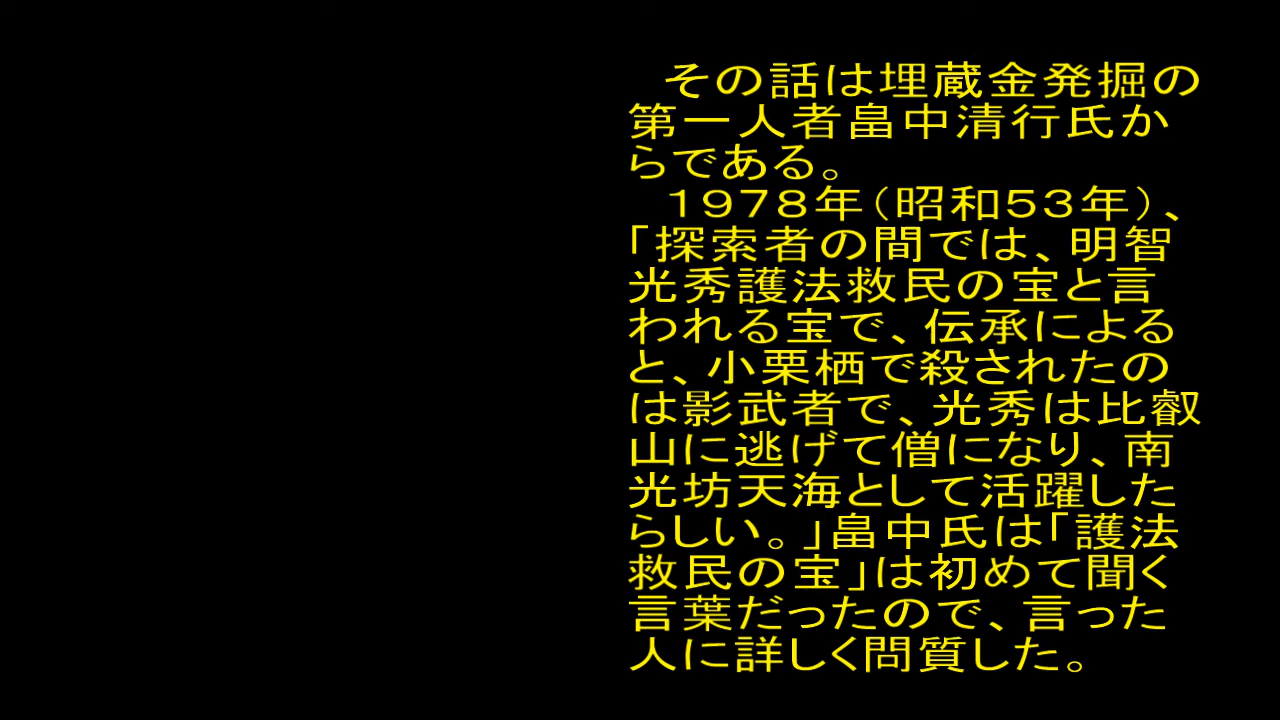 その話は埋蔵金発掘の
第一人者畠中清行氏か
らである。
１９７８年（昭和５３年）、
「探索者の間では、明智
光秀護法救民の宝と言
われる宝で、伝承による
と、小栗栖で殺されたの
は影武者で、光秀は比叡
山に逃げて僧になり、南
光坊天海として活躍した
らしい。」畠中氏は「護法
救民の宝」は初めて聞く
言葉だったので、言った
人に詳しく問質した。